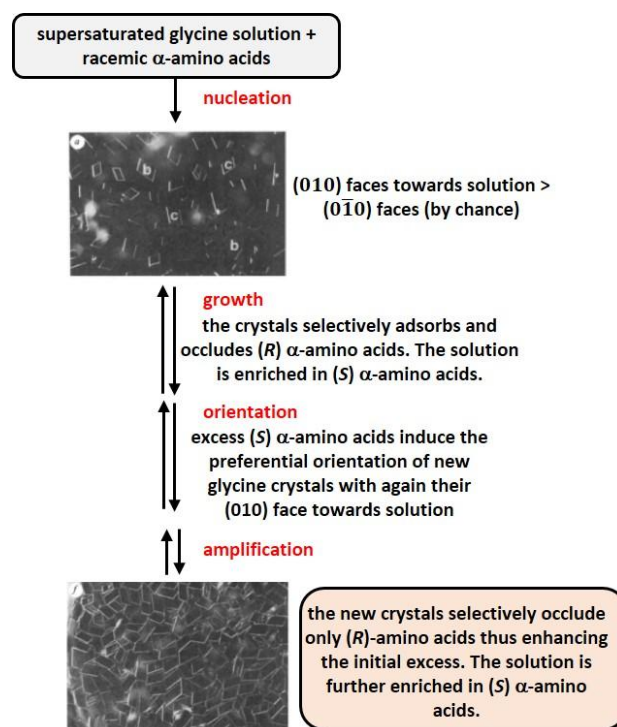 supersaturated glycine solution +
racemic α-amino acids
nucleation
a
b
c
c
b
(010) faces towards solution >
(01̅0) faces (by chance)
growth
the crystals selectively adsorbs and
occludes (R) α-amino acids. The solution
is enriched in (S) α-amino acids.
orientation
excess (S) α-amino acids induce the
preferential orientation of new
glycine crystals with again their
(010) face towards solution
amplification
f
the new crystals selectively occlude
only (R)-amino acids thus enhancing
the initial excess. The solution is
further enriched in (S) α-amino
acids.